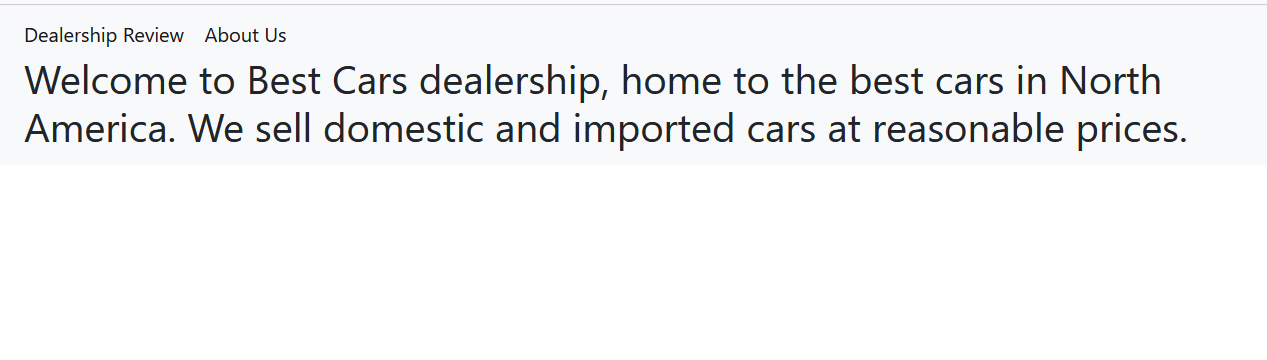 Dealership Review About Us
Welcome to Best Cars dealership, home to the best cars in North
America. We sell domestic and imported cars at reasonable prices.